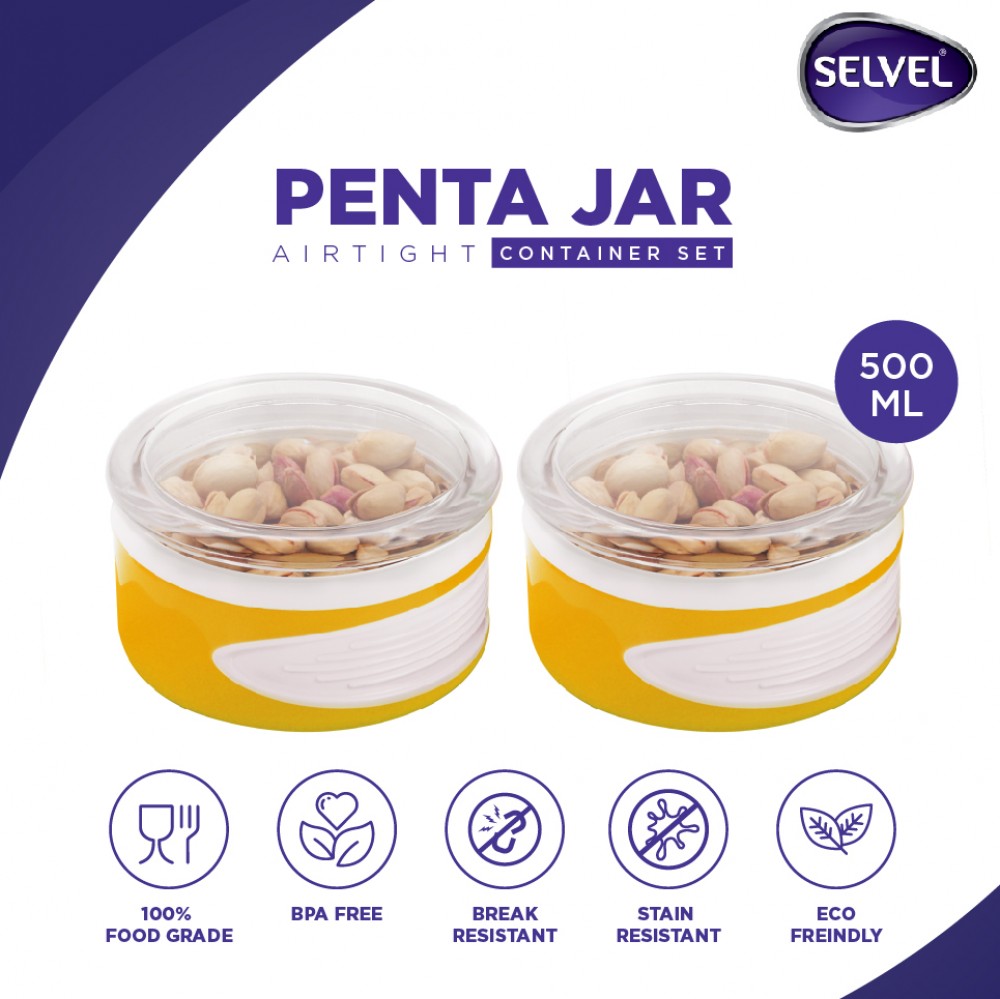 SELVEL®
PENTA JAR
AIRTIGHT CONTAINER SET
500
ML
100%
FOOD GRADE
BPA FREE
BREAK
RESISTANT
STAIN
RESISTANT
ECO
FREINDLY